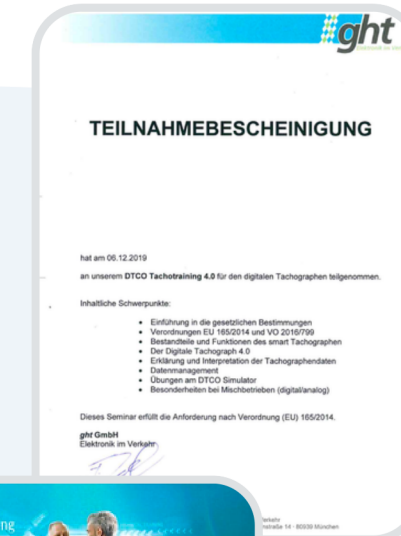 ght
TEILNAHMEBESCHEINIGUNG
hat am 06.12.2019
an unserem DTCO Tachotraining 4.0 für den digitalen Tachographen teilgenommen.
Inhaltliche Schwerpunkte:
• Einführung in die gesetzlichen Bestimmungen
• Verordnungen EU 165/2014 und VO 2016/799
• Bestandteile und Funktionen des smart Tachographen
• Der Digitale Tachograph 4.0
• Erklärung und Interpretation der Tachographendaten
• Datenmanagement
• Übungen am DTCO Simulator
• Besonderheiten bei Mischbetrieben (digital/analog)
Dieses Seminar erfüllt die Anforderung nach Verordnung (EU) 165/2014.
ght GmbH
Elektronik im Verkehr
14 - 80939 München